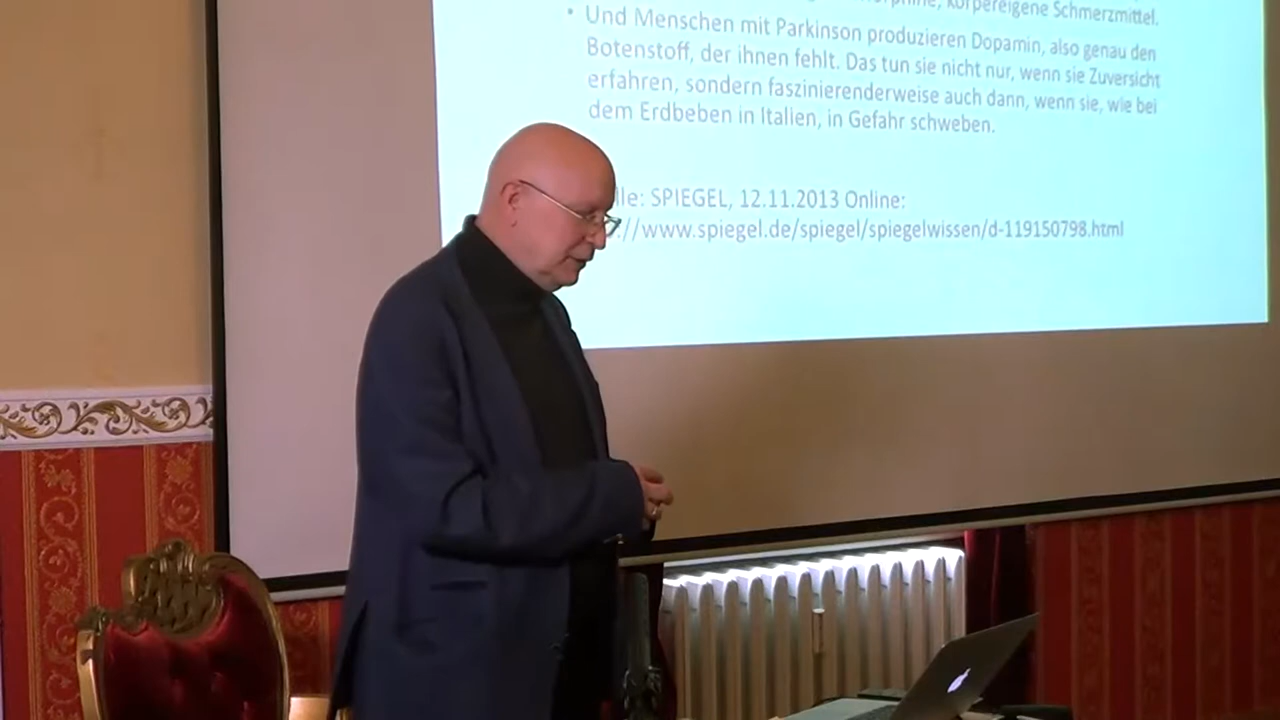 körpereigene Schmerzmittel.
• Und Menschen mit Parkinson produzieren Dopamin, also genau den
Botenstoff, der ihnen fehlt. Das tun sie nicht nur, wenn sie Zuversicht
erfahren, sondern faszinierenderweise auch dann, wenn sie, wie bei
dem Erdbeben in Italien, in Gefahr schweben.
lle: SPIEGEL, 12.11.2013 Online:
://www.spiegel.de/spiegel/spiegelwissen/d-119150798.html